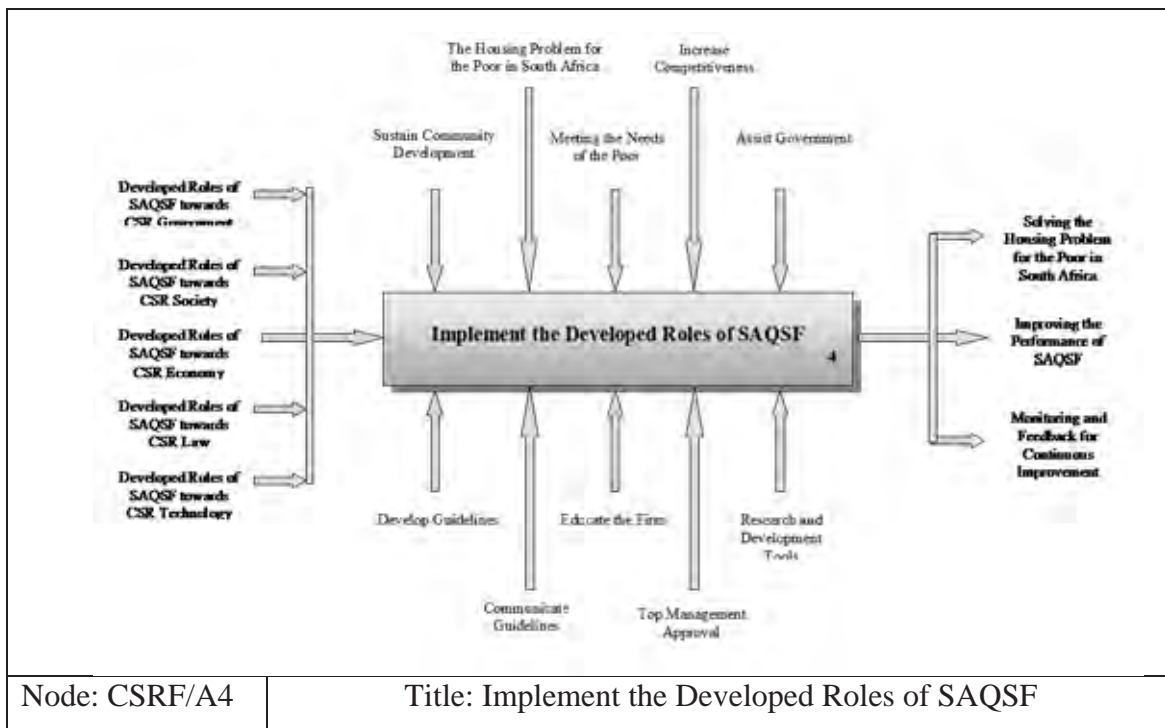 The Housing Problem for
the Poor in South Africa
Increase
Competitiveness
Sustain Community
Development
Meeting the Needs
of the Poor
Assist Government
Developed Roles of
SAQSF towards
CSR Government
Developed Roles of
SAQSF towards
CSR Society
Developed Roles of
SAQSF towards
CSR Economy
Developed Roles of
SAQSF towards
CSR Law
Developed Roles of
SAQSF towards
CSR Technology
Implement the Developed Roles of SAQSF
4
Solving the
Housing Problem
for the Poor in
South Africa
Improving the
Performance of
SAQSF
Monitoring and
Feedback for
Continuous
Improvement
Develop Guidelines
Educate the Firm
Research and
Development
Tools
Communicate
Guidelines
Top Management
Approval
Node: CSRF/A4
Title: Implement the Developed Roles of SAQSF